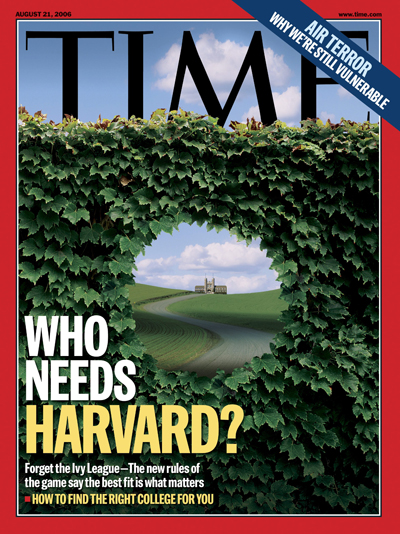 AUGUST 21, 2006
www.time.com
TIME
AIR TERROR
WHY WE'RE STILL VULNERABLE
WHO
NEEDS
HARVARD?
Forget the Ivy League—The new rules of
the game say the best fit is what matters
HOW TO FIND THE RIGHT COLLEGE FOR YOU